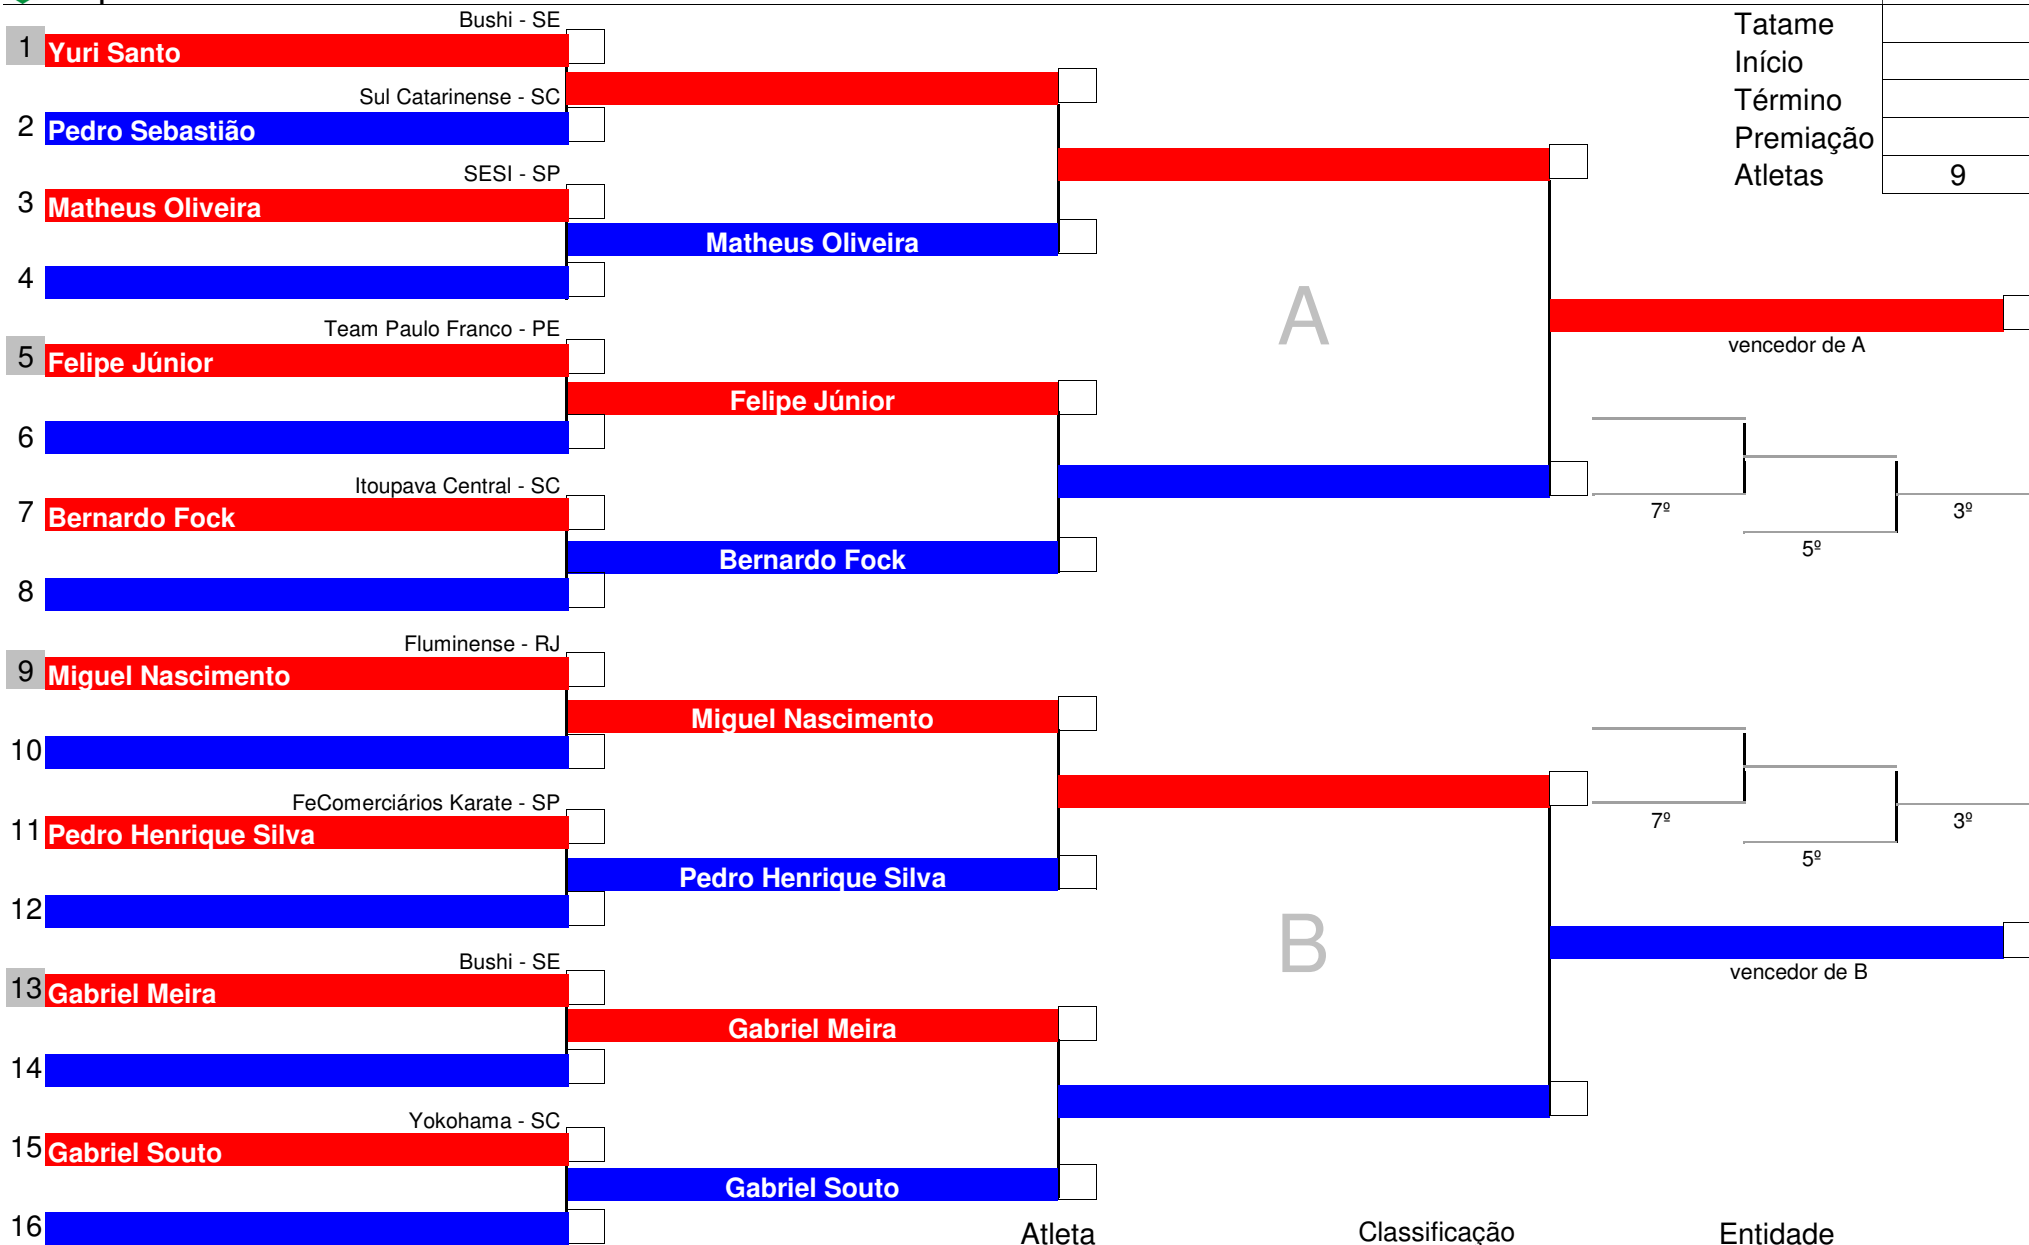 Bushi - SE
1 Yuri Santo
Sul Catarinense - SC
2 Pedro Sebastião
SESI - SP
3 Matheus Oliveira
Matheus Oliveira
4
Team Paulo Franco - PE
5 Felipe Júnior
Felipe Júnior
6
Itoupava Central - SC
7 Bernardo Fock
Bernardo Fock
8
Fluminense - RJ
9 Miguel Nascimento
Miguel Nascimento
10
FeComerciários Karate - SP
11 Pedro Henrique Silva
Pedro Henrique Silva
12
Bushi - SE
13 Gabriel Meira
Gabriel Meira
14
Yokohama - SC
15 Gabriel Souto
Gabriel Souto
16
A
B
Tatame
Início
Término
Premiação
Atletas 9
vencedor de A
7º
5º
3º
7º
5º
3º
vencedor de B
Atleta Classificação Entidade